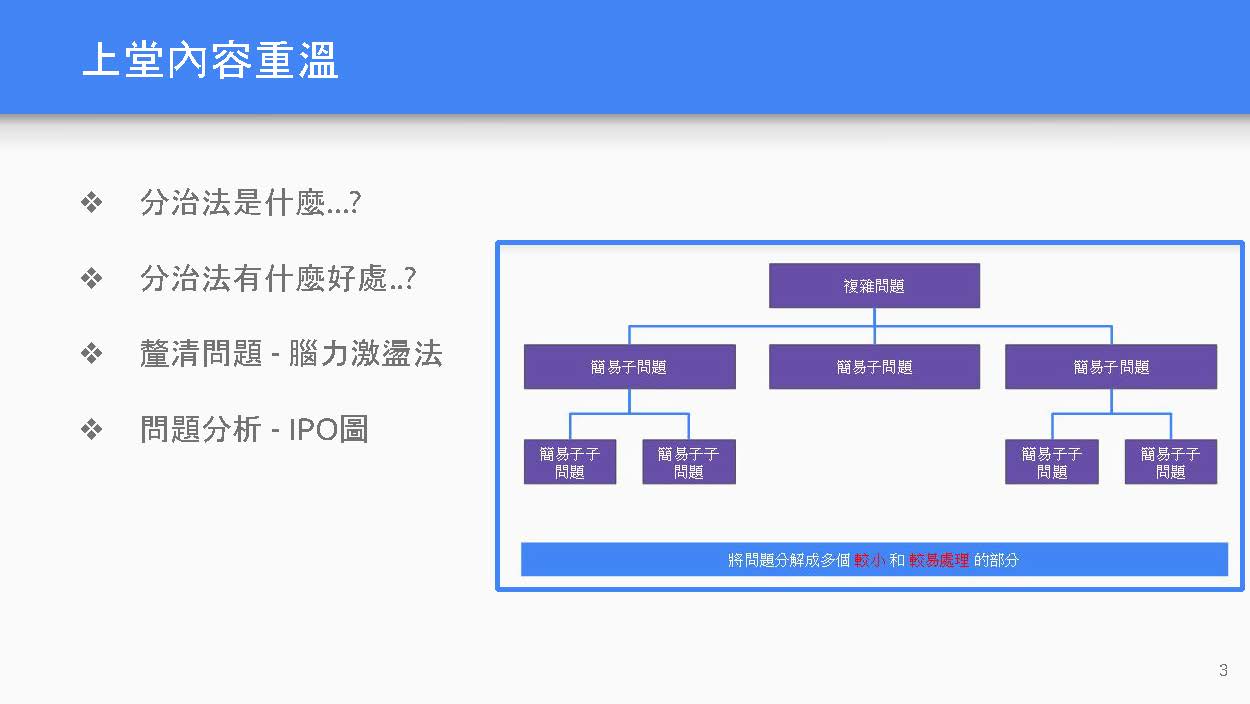 上堂內容重溫
❖ 分治法是什麼...?
❖ 分治法有什麼好處..?
❖ 釐清問題 - 腦力激盪法
❖ 問題分析 - IPO圖
複雜問題
簡易子問題 簡易子問題 簡易子問題
簡易子子
問題
簡易子子
問題
簡易子子
問題
簡易子子
問題
將問題分解成多個 較小 和 較易處理 的部分
3